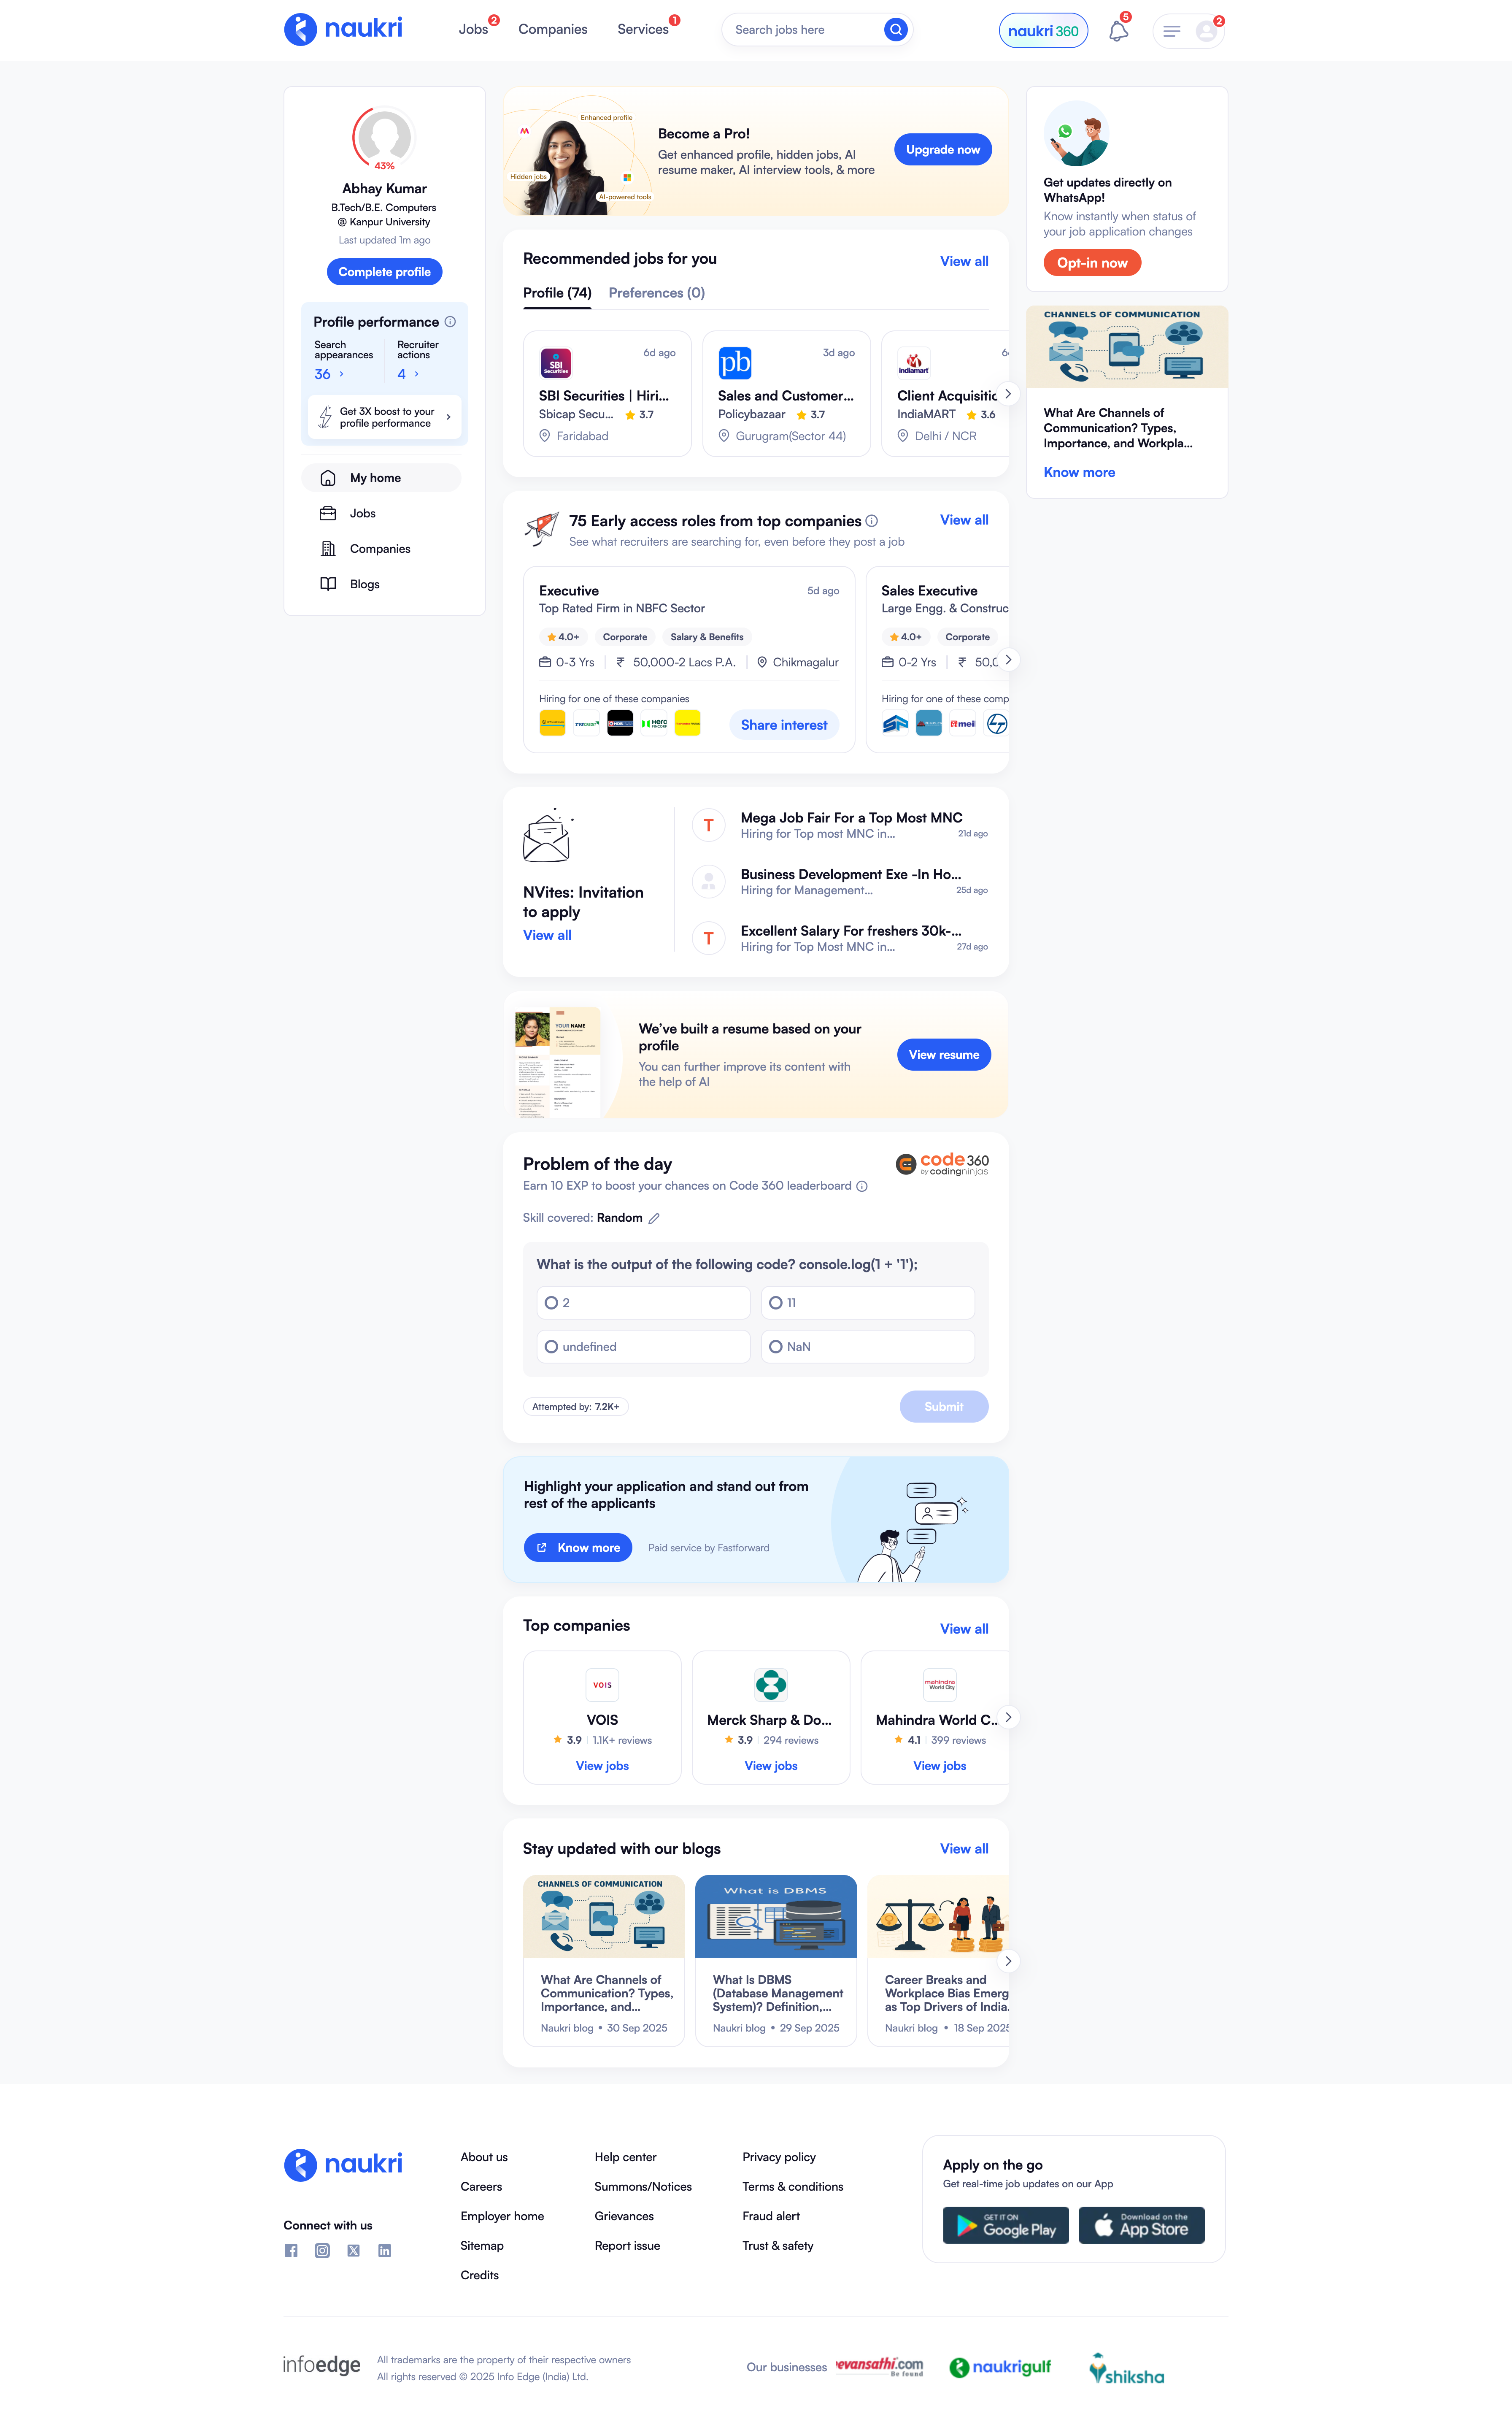 naukri
Jobs
2
Companies
Services
1
Search jobs here
naukri 360
5
2
43%
Abhay Kumar
B.Tech/B.E. Computers
@ Kanpur University
Last updated 1m ago
Complete profile
Profile performance
Search appearances
36
Recruiter actions
4
Get 3X boost to your
profile performance
My home
Jobs
Companies
Blogs
Enhanced profile
Hidden jobs
AI-powered tools
Become a Pro!
Get enhanced profile, hidden jobs, AI
resume maker, AI interview tools, & more
Upgrade now
Recommended jobs for you
View all
Profile (74)
Preferences (0)
SBI Securities
6d ago
SBI Securities | Hiri...
Sbicap Secu... 3.7
Faridabad
pb
3d ago
Sales and Customer...
Policybazaar 3.7
Gurugram(Sector 44)
indiamart
Client Acquisitic
IndiaMART 3.6
Delhi / NCR
75 Early access roles from top companies
View all
See what recruiters are searching for, even before they post a job
Executive
5d ago
Top Rated Firm in NBFC Sector
4.0+ Corporate Salary & Benefits
0-3 Yrs ₹ 50,000-2 Lacs P.A. Chikmagalur
Hiring for one of these companies
Share interest
Sales Executive
Large Engg. & Construc
4.0+ Corporate
0-2 Yrs ₹ 50,0
Hiring for one of these comp
meil
NVites: Invitation
to apply
View all
T
Mega Job Fair For a Top Most MNC
Hiring for Top most MNC in...
21d ago
Business Development Exe -In Ho...
Hiring for Management...
25d ago
T
Excellent Salary For freshers 30k-...
Hiring for Top Most MNC in...
27d ago
YOUR NAME
We've built a resume based on your
profile
You can further improve its content with
the help of AI
View resume
Problem of the day
code360
by codingninjas
Earn 10 EXP to boost your chances on Code 360 leaderboard
Skill covered: Random
What is the output of the following code? console.log(1 + '1');
2
11
undefined
NaN
Attempted by: 7.2K+
Submit
Highlight your application and stand out from
rest of the applicants
Know more
Paid service by Fastforward
Top companies
View all
VOIS
VOIS
3.9 | 1.1K+ reviews
View jobs
Merck Sharp & Do...
3.9 | 294 reviews
View jobs
mahindra
World City
Mahindra World C...
4.1 | 399 reviews
View jobs
Stay updated with our blogs
View all
CHANNELS OF COMMUNICATION
What Are Channels of
Communication? Types,
Importance, and...
Naukri blog • 30 Sep 2025
What is DBMS
What Is DBMS
(Database Management
System)? Definition,...
Naukri blog • 29 Sep 2025
Career Breaks and
Workplace Bias Emerg
as Top Drivers of India.
Naukri blog • 18 Sep 2025
Get updates directly on
WhatsApp!
Know instantly when status of
your job application changes
Opt-in now
CHANNELS OF COMMUNICATION
What Are Channels of
Communication? Types,
Importance, and Workpla...
Know more
naukri
Connect with us
About us
Careers
Employer home
Sitemap
Credits
Help center
Summons/Notices
Grievances
Report issue
Privacy policy
Terms & conditions
Fraud alert
Trust & safety
Apply on the go
Get real-time job updates on our App
GET IT ON
Google Play
Download on the
App Store
infoedge
All trademarks are the property of their respective owners
All rights reserved © 2025 Info Edge (India) Ltd.
Our businesses
evansathi.com
Be found
naukrigulf
shiksha